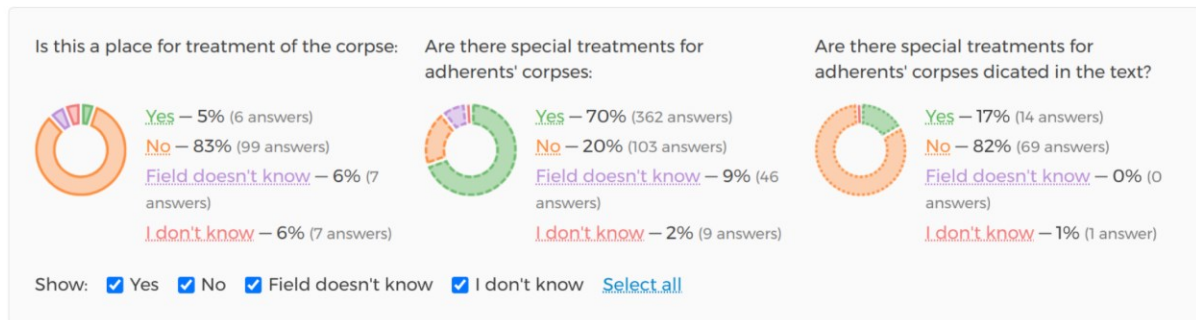 Is this a place for treatment of the corpse:
Yes – 5% (6 answers)
No – 83% (99 answers)
Field doesn't know – 6% (7
answers)
I don't know – 6% (7 answers)
Are there special treatments for
adherents' corpses:
Yes – 70% (362 answers)
No – 20% (103 answers)
Field doesn't know – 9% (46
answers)
I don't know – 2% (9 answers)
Are there special treatments for
adherents' corpses dicated in the text?
Yes – 17% (14 answers)
No – 82% (69 answers)
Field doesn't know – 0% (0
answers)
I don't know – 1% (1 answer)
Show: Yes No Field doesn't know I don't know Select all